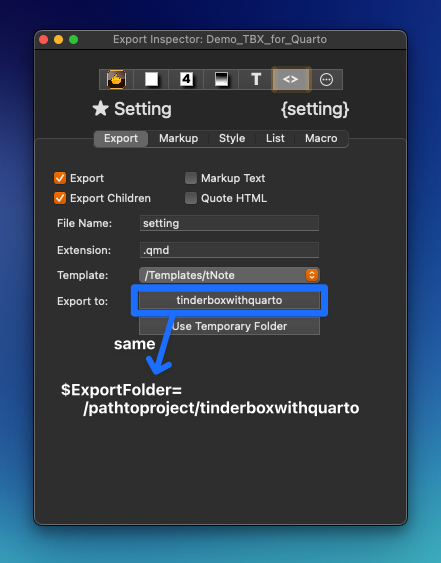 Export Inspector: Demo_TBX_for_Quarto
4 T <>
★ Setting {setting}
Export Markup Style List Macro
Export Markup Text
Export Children Quote HTML
File Name: setting
Extension: .qmd
Template: /Templates/tNote
Export to: tinderboxwithquarto
Use Temporary Folder
same
$ExportFolder=
/pathtoproject/tinderboxwithquarto